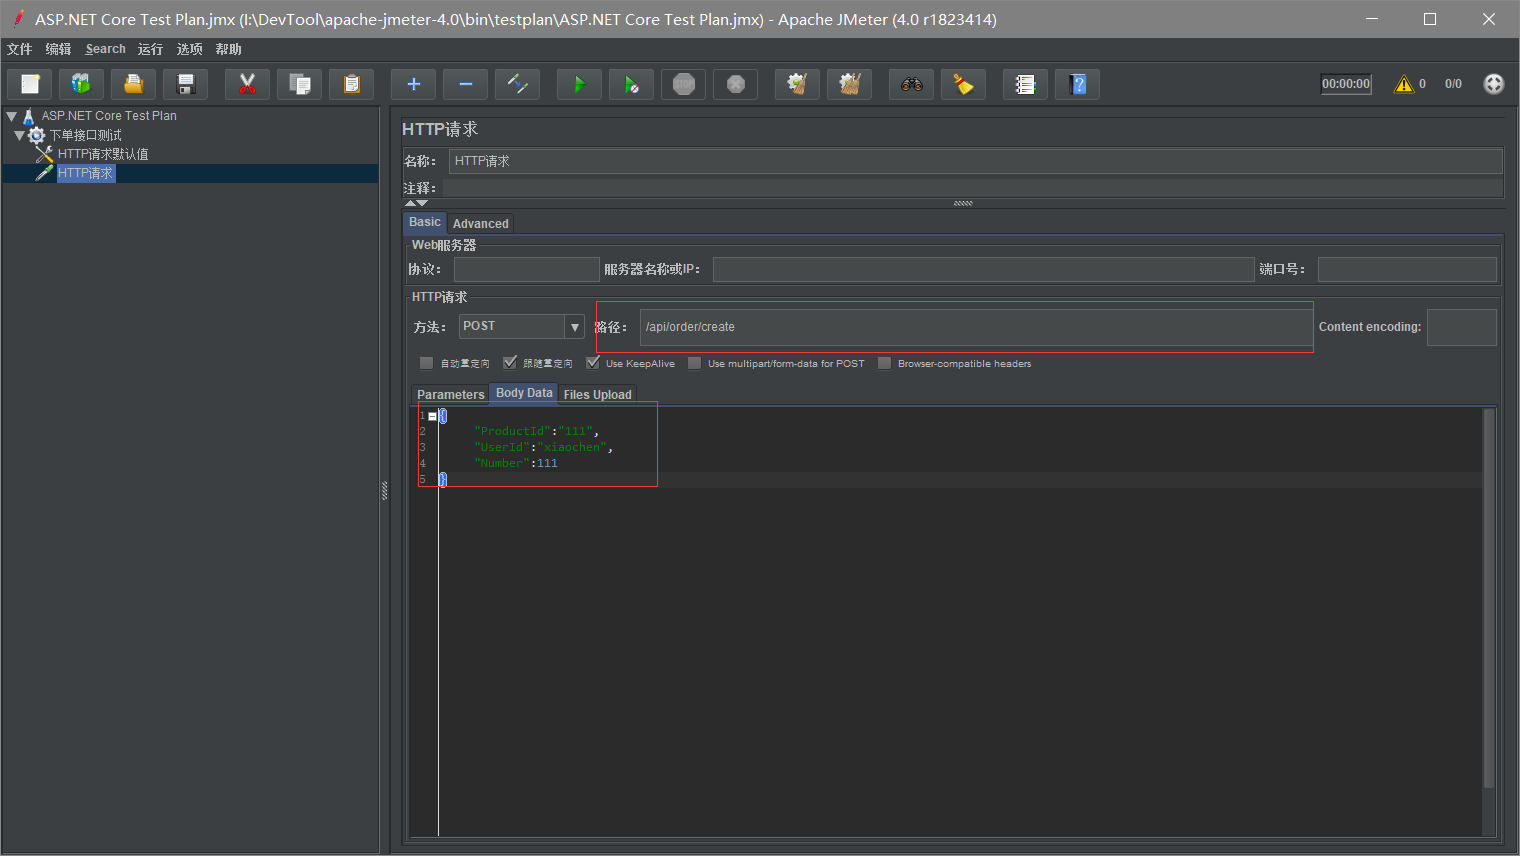 ASP.NET Core Test Plan.jmx (I:\DevTool\apache-jmeter-4.0\bin\testplan\ASP.NET Core Test Plan.jmx) - Apache JMeter (4.0 r1823414)
文件 编辑 Search 运行 选项 帮助
STOP 00:00:00 0 0/0
ASP.NET Core Test Plan
下单接口测试
HTTP请求默认值
HTTP请求
HTTP请求
名称： HTTP请求
注释：
Basic Advanced
Web服务器
协议： 服务器名称或IP： 端口号：
HTTP请求
方法： POST 路径： /api/order/create Content encoding:
自动重定向 跟随重定向 Use KeepAlive Use multipart/form-data for POST Browser-compatible headers
Parameters Body Data Files Upload
1 {
2 "ProductId":"111",
3 "UserId":"xiaochen",
4 "Number":111
5 }